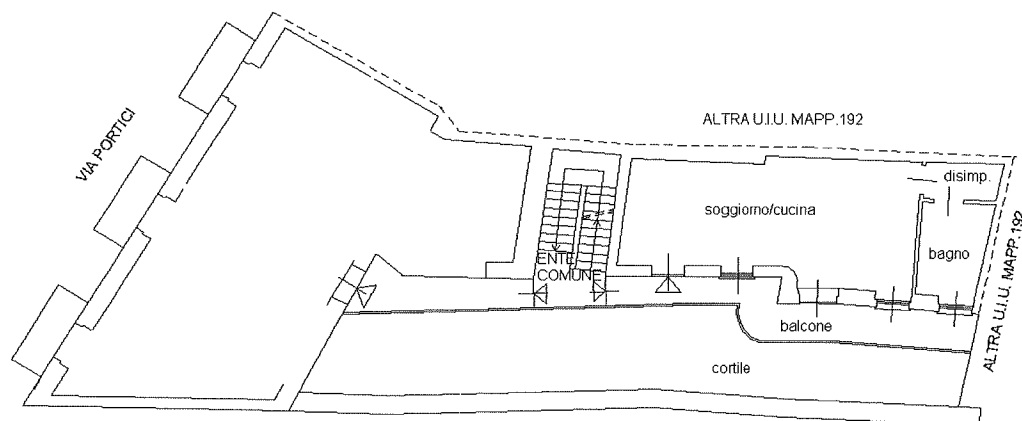 VIA PORTICI
ALTRA U.I.U. MAPP.192
disimp.
soggiorno/cucina
bagno
ALTRA U.I.U. MAPP.192
ENTE
COMUNE
balcone
cortile